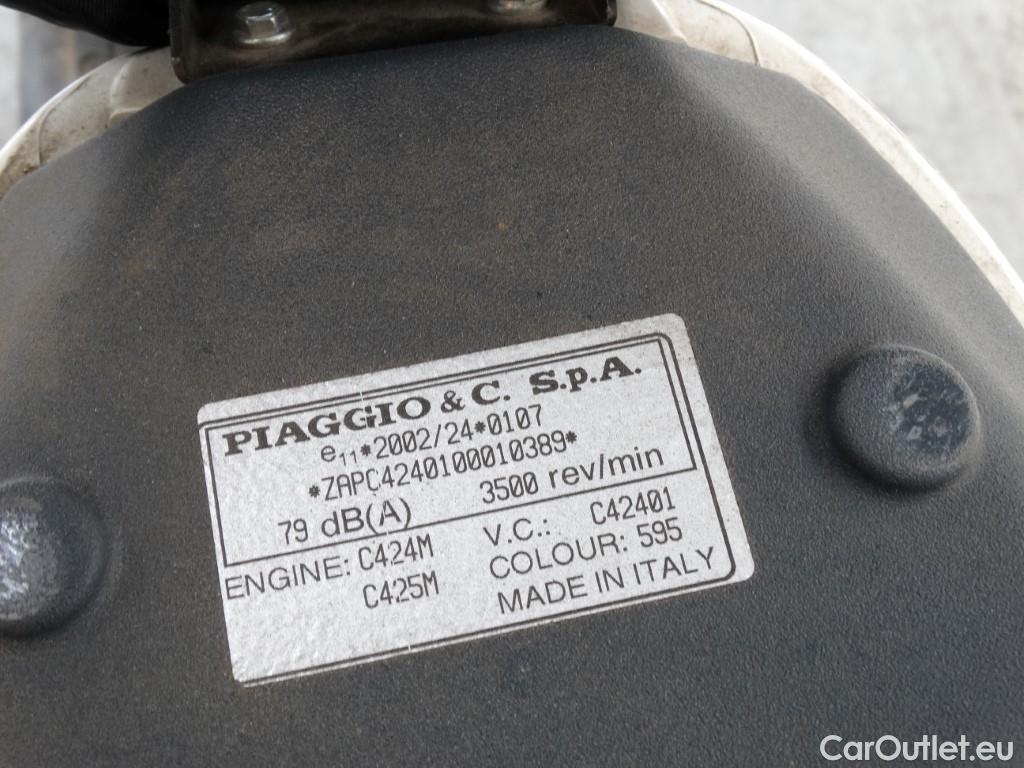 PIAGGIO & C. S.p.A.
e11*2002/24*0107
*ZAPC4240100010389*
79 dB(A) 3500 rev/min
ENGINE: C424M V.C.: C42401
C425M COLOUR: 595
MADE IN ITALY
CarOutlet.eu